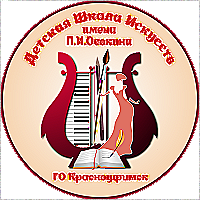 Детская Школа Искусств
имени
П.И.Осокина
ГО Красноуфимск